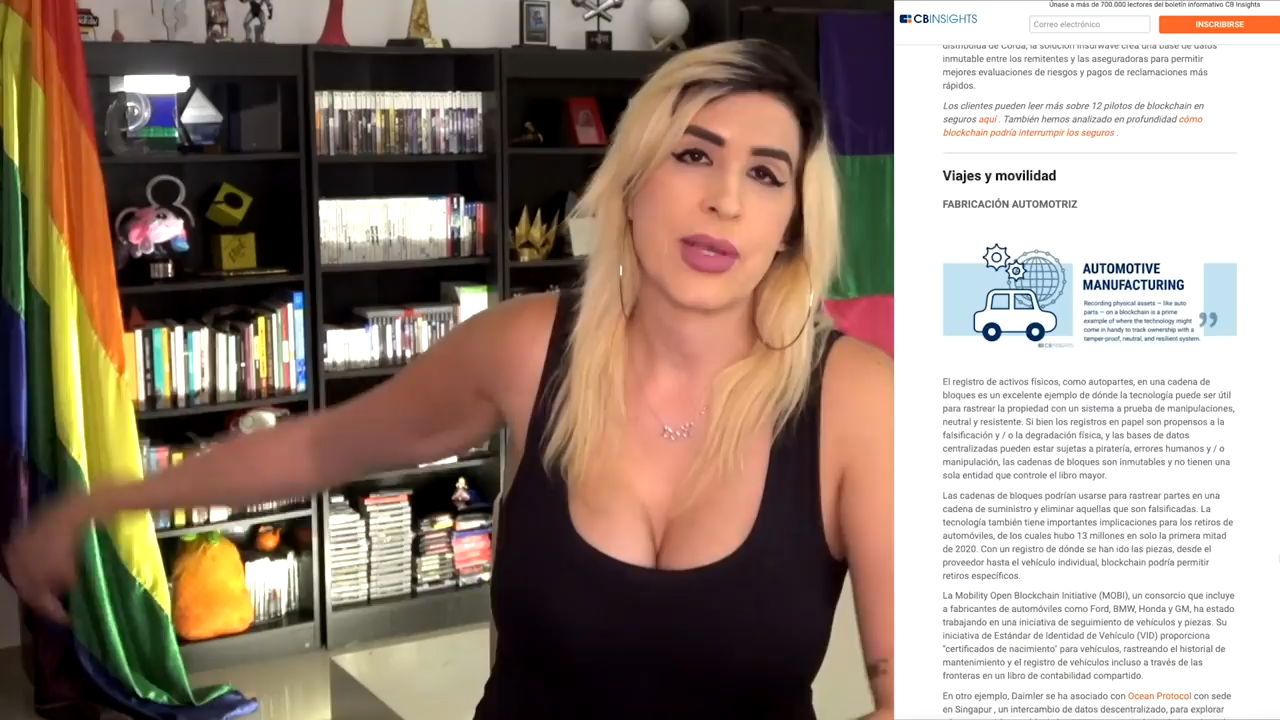 Únase a más de 700.000 lectores del boletín informativo CB Insights
CBINSIGHTS
Correo electrónico
INSCRIBIRSE
distribuida de Corda, la solución Insurwave crea una base de datos
inmutable entre los remitentes y las aseguradoras para permitir
mejores evaluaciones de riesgos y pagos de reclamaciones más
rápidos.
Los clientes pueden leer más sobre 12 pilotos de blockchain en
seguros aquí . También hemos analizado en profundidad cómo
blockchain podría interrumpir los seguros .
Viajes y movilidad
FABRICACIÓN AUTOMOTRIZ
AUTOMOTIVE
MANUFACTURING
Recording physical assets — like auto
parts — on a blockchain is a prime
example of where the technology might
come in handy to track ownership with a
tamper-proof, neutral, and resilient system.
CBINSIGHTS
El registro de activos físicos, como autopartes, en una cadena de
bloques es un excelente ejemplo de dónde la tecnología puede ser útil
para rastrear la propiedad con un sistema a prueba de manipulaciones,
neutral y resistente. Si bien los registros en papel son propensos a la
falsificación y / o la degradación física, y las bases de datos
centralizadas pueden estar sujetas a piratería, errores humanos y / o
manipulación, las cadenas de bloques son inmutables y no tienen una
sola entidad que controle el libro mayor.
Las cadenas de bloques podrían usarse para rastrear partes en una
cadena de suministro y eliminar aquellas que son falsificadas. La
tecnología también tiene importantes implicaciones para los retiros de
automóviles, de los cuales hubo 13 millones en solo la primera mitad
de 2020. Con un registro de dónde se han ido las piezas, desde el
proveedor hasta el vehículo individual, blockchain podría permitir
retiros específicos.
La Mobility Open Blockchain Initiative (MOBI), un consorcio que incluye
a fabricantes de automóviles como Ford, BMW, Honda y GM, ha estado
trabajando en una iniciativa de seguimiento de vehículos y piezas. Su
iniciativa de Estándar de Identidad de Vehículo (VID) proporciona
"certificados de nacimiento" para vehículos, rastreando el historial de
mantenimiento y el registro de vehículos incluso a través de las
fronteras en un libro de contabilidad compartido.
En otro ejemplo, Daimler se ha asociado con Ocean Protocol con sede
en Singapur , un intercambio de datos descentralizado, para explorar